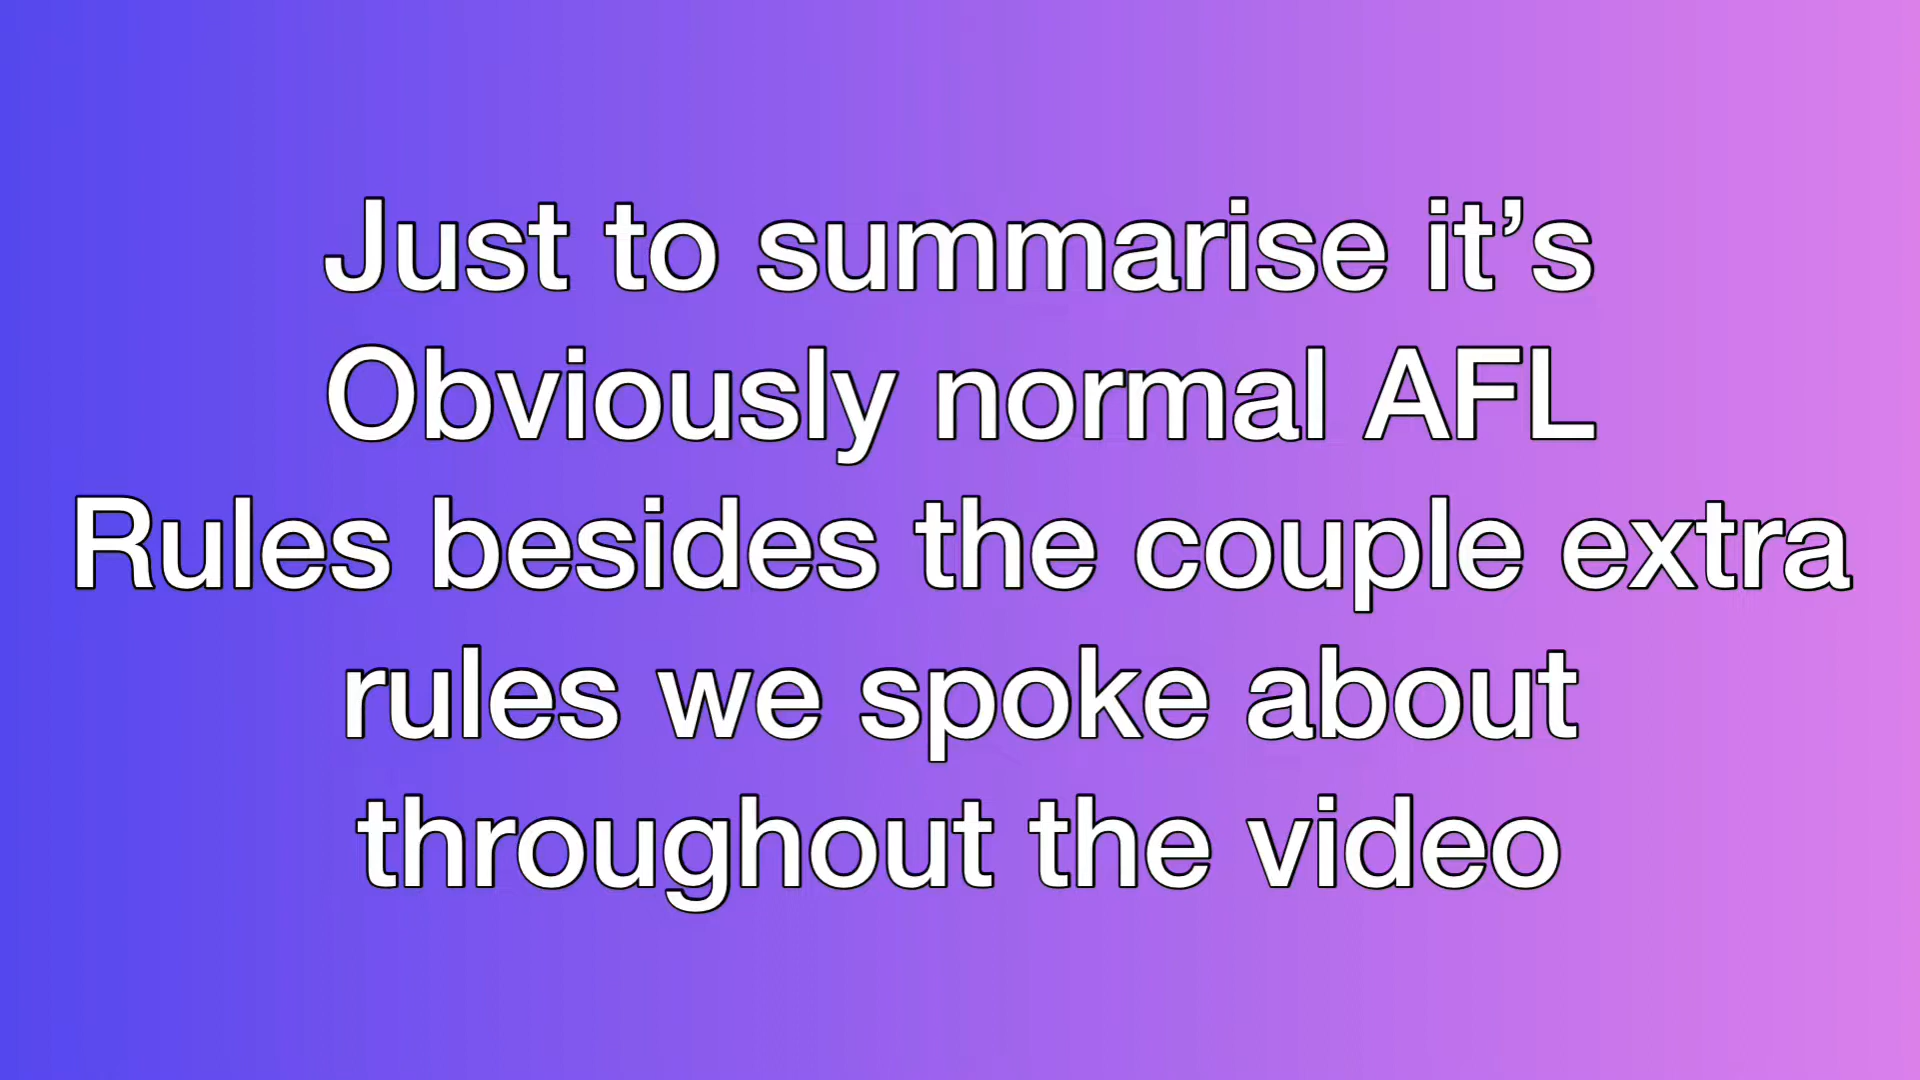 Just to summarise it’s
Obviously normal AFL
Rules besides the couple extra
rules we spoke about
throughout the video